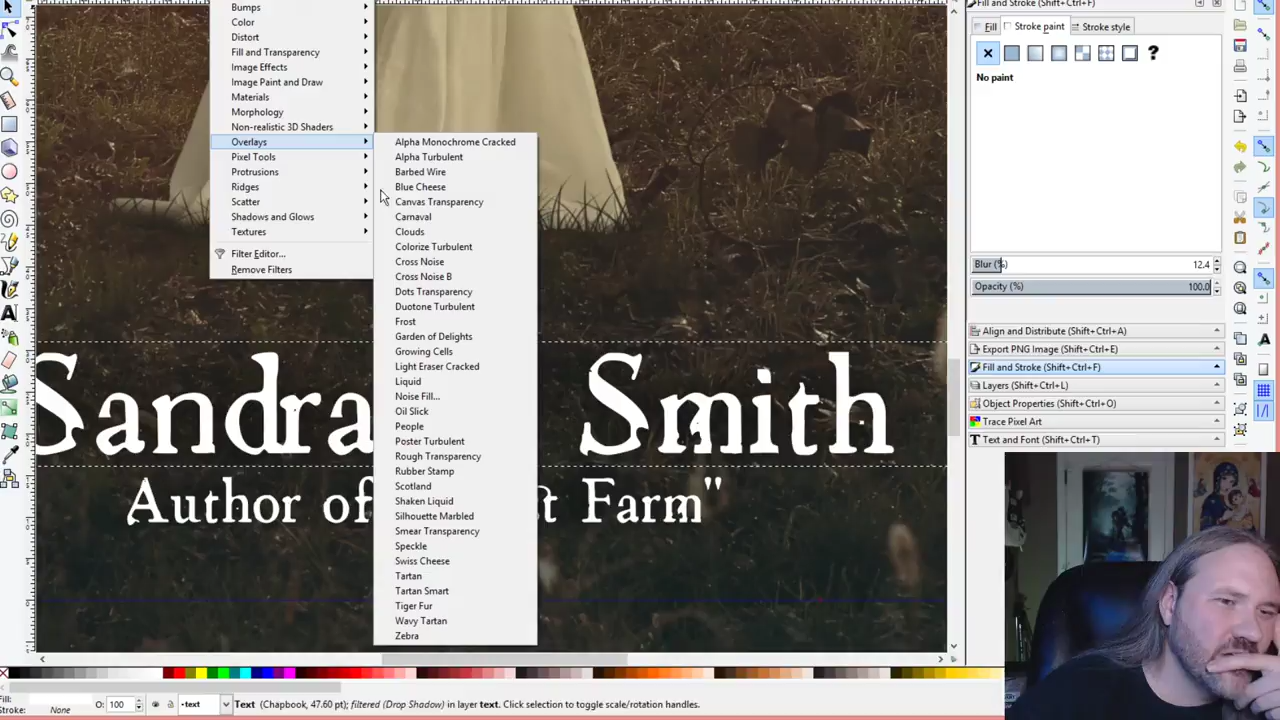 Bumps
Color
Distort
Fill and Transparency
Image Effects
Image Paint and Draw
Materials
Morphology
Non-realistic 3D Shaders
Overlays
Pixel Tools
Protrusions
Ridges
Scatter
Shadows and Glows
Textures
Filter Editor...
Remove Filters
Alpha Monochrome Cracked
Alpha Turbulent
Barbed Wire
Blue Cheese
Canvas Transparency
Carnaval
Clouds
Colorize Turbulent
Cross Noise
Cross Noise B
Dots Transparency
Duotone Turbulent
Frost
Garden of Delights
Growing Cells
Light Eraser Cracked
Liquid
Noise Fill...
Oil Slick
People
Poster Turbulent
Rough Transparency
Rubber Stamp
Scotland
Shaken Liquid
Silhouette Marbled
Smear Transparency
Speckle
Swiss Cheese
Tartan
Tartan Smart
Tiger Fur
Wavy Tartan
Zebra
Sandra Smith
Author of t Farm"
Fill and Stroke (Shift+Ctrl+F)
Fill Stroke paint Stroke style
?
No paint
Blur (%) 12.4
Opacity (%) 100.0
Align and Distribute (Shift+Ctrl+A)
Export PNG Image (Shift+Ctrl+E)
Fill and Stroke (Shift+Ctrl+F)
Layers (Shift+Ctrl+L)
Object Properties (Shift+Ctrl+O)
Trace Pixel Art
Text and Font (Shift+Ctrl+T)
Fill:
Stroke: None
O: 100
•text
Text (Chapbook, 47.60 pt); filtered (Drop Shadow) in layer text. Click selection to toggle scale/rotation handles.